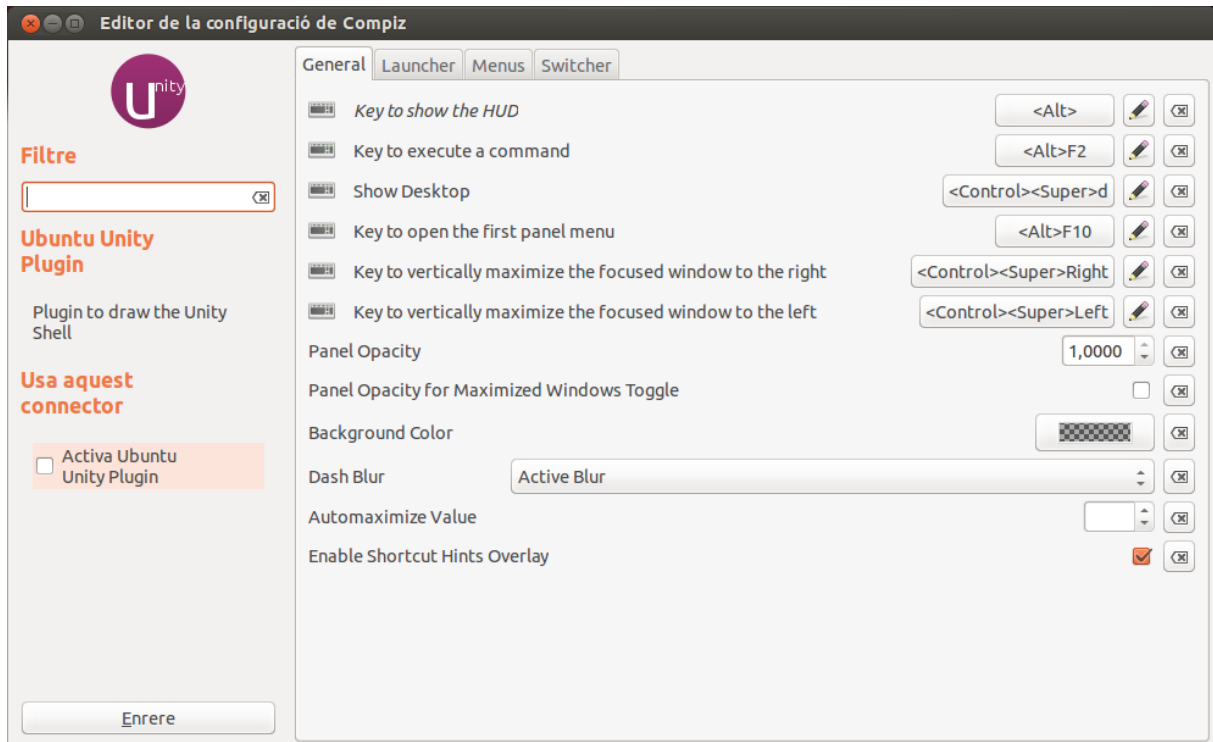 Editor de la configuració de Compiz
Unity
Filtre
Ubuntu Unity
Plugin
Plugin to draw the Unity
Shell
Usa aquest
connector
Activa Ubuntu
Unity Plugin
Enrere
General Launcher Menus Switcher
Key to show the HUD <Alt>
Key to execute a command <Alt>F2
Show Desktop <Control><Super>d
Key to open the first panel menu <Alt>F10
Key to vertically maximize the focused window to the right <Control><Super>Right
Key to vertically maximize the focused window to the left <Control><Super>Left
Panel Opacity 1,0000
Panel Opacity for Maximized Windows Toggle
Background Color
Dash Blur Active Blur
Automaximize Value
Enable Shortcut Hints Overlay